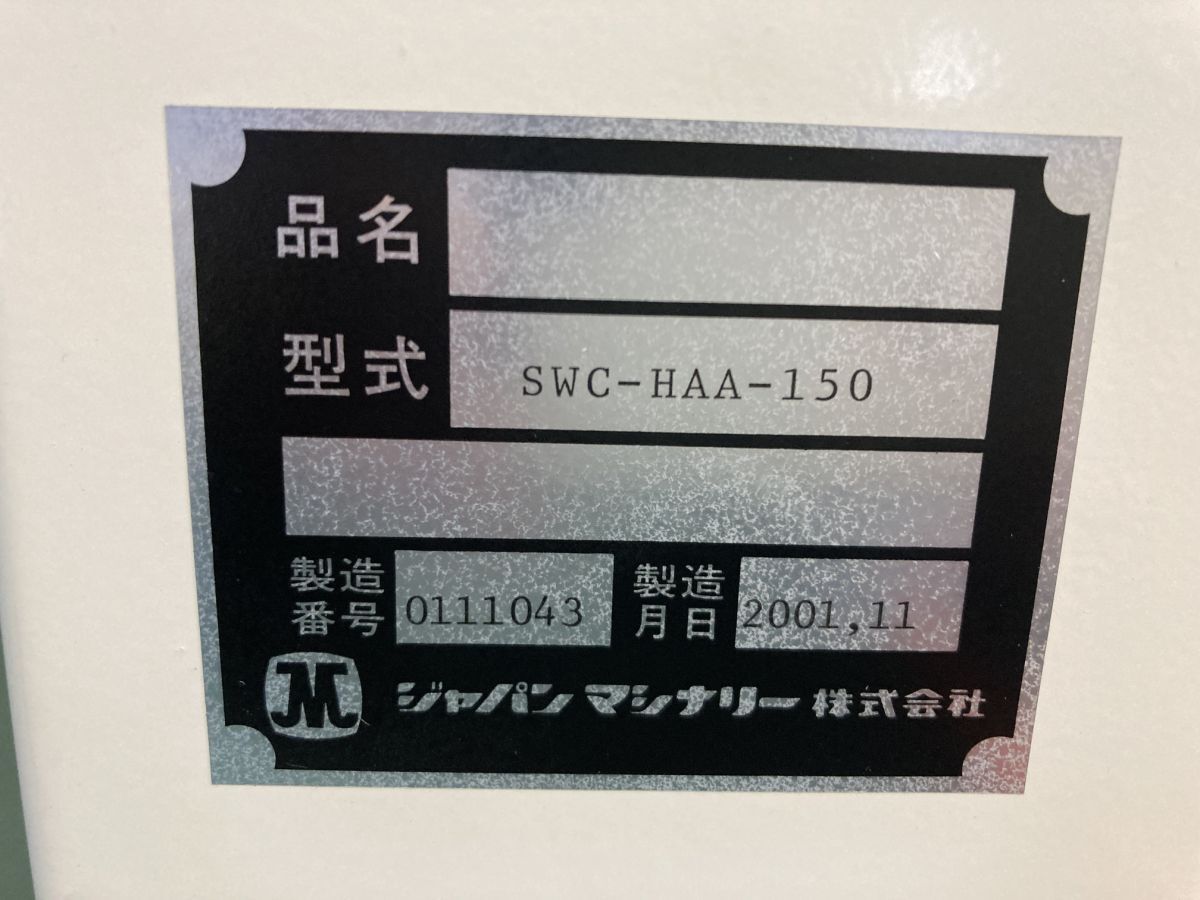 品名
型式 SWC-HAA-150
製造番号 0111043 製造月日 2001,11
JM ジャパンマシナリー株式会社